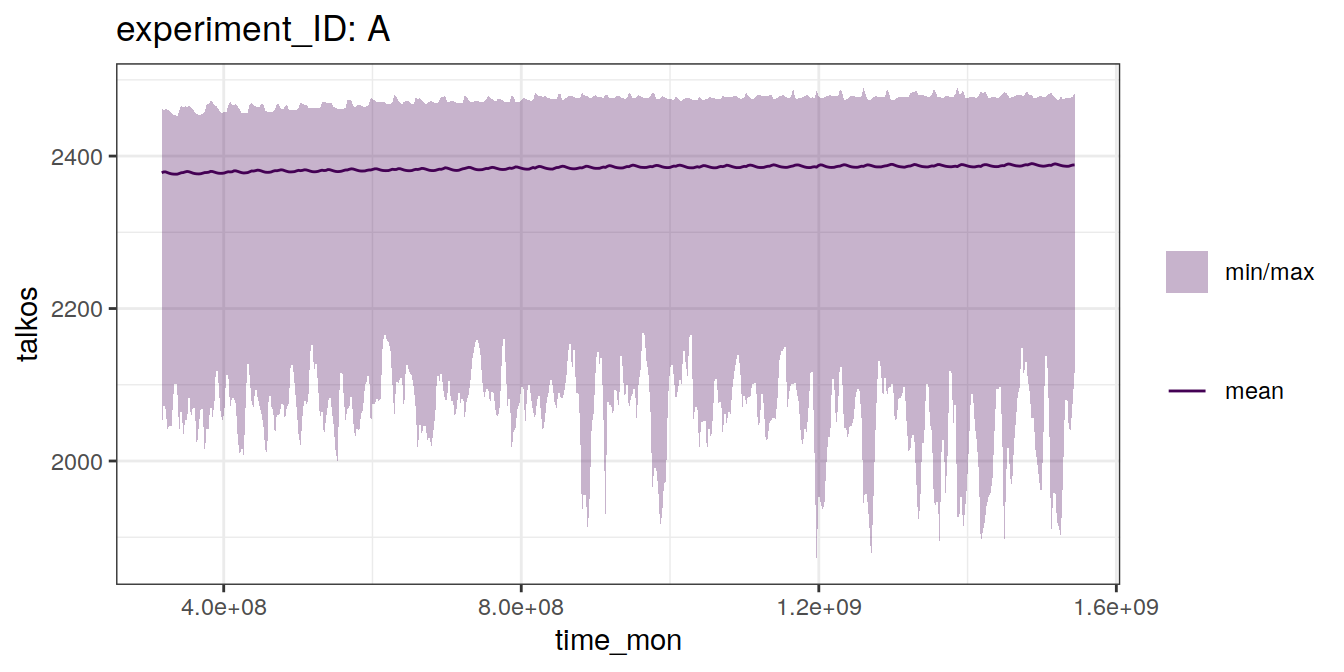 experiment_ID: A
talkos
2400
2200
2000
4.0e+08 8.0e+08 1.2e+09 1.6e+09
time_mon
min/max
mean